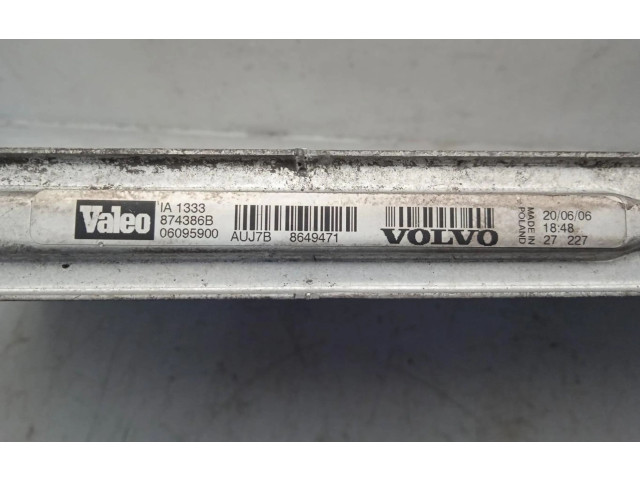 Valeo
IA 1333
874386B
06095900
AUJ7B 8649471
VOLVO
MADE IN
POLAND
20/06/06
18:48
27 227